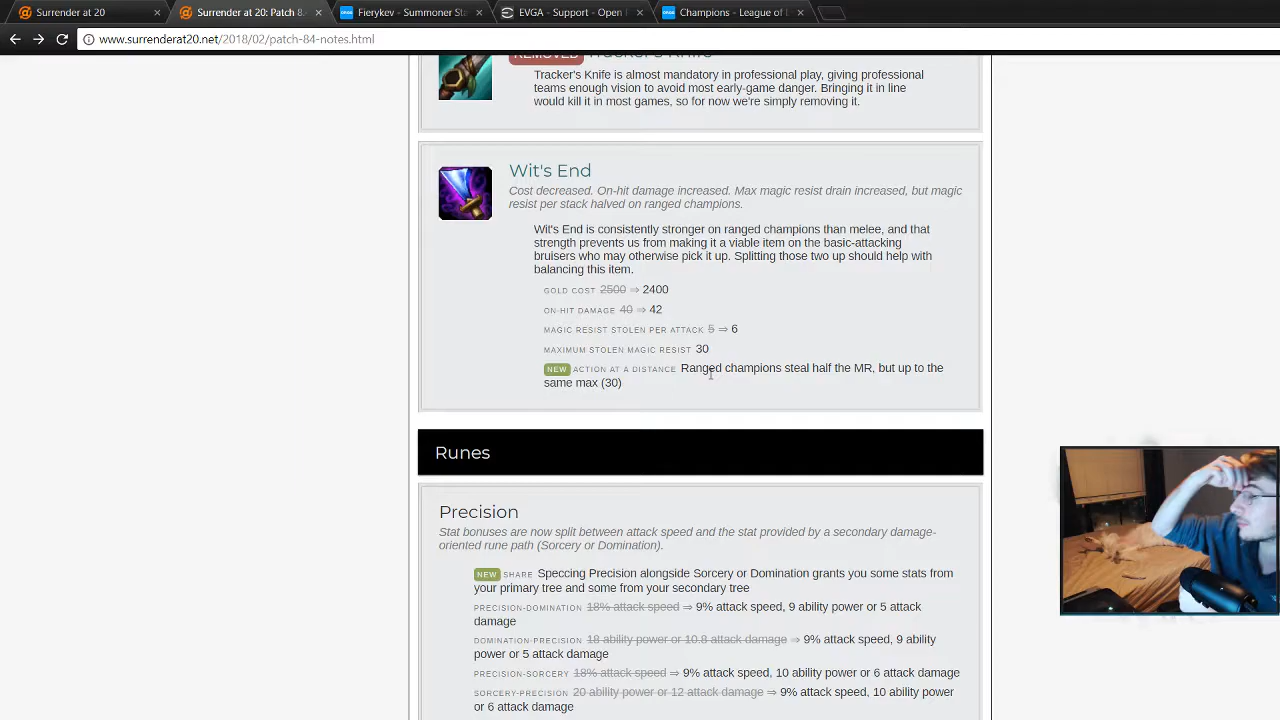 Surrender at 20
Surrender at 20: Patch 8.
Fierykev - Summoner Sta
EVGA - Support - Open
Champions - League of L
www.surrenderat20.net/2018/02/patch-84-notes.html
REMOVED Tracker's Knife
Tracker's Knife is almost mandatory in professional play, giving professional
teams enough vision to avoid most early-game danger. Bringing it in line
would kill it in most games, so for now we're simply removing it.
Wit's End
Cost decreased. On-hit damage increased. Max magic resist drain increased, but magic
resist per stack halved on ranged champions.
Wit's End is consistently stronger on ranged champions than melee, and that
strength prevents us from making it a viable item on the basic-attacking
bruisers who may otherwise pick it up. Splitting those two up should help with
balancing this item.
GOLD COST 2500 ⇒ 2400
ON-HIT DAMAGE 40 ⇒ 42
MAGIC RESIST STOLEN PER ATTACK 5 ⇒ 6
MAXIMUM STOLEN MAGIC RESIST 30
NEW ACTION AT A DISTANCE Ranged champions steal half the MR, but up to the
same max (30)
Runes
Precision
Stat bonuses are now split between attack speed and the stat provided by a secondary damage-
oriented rune path (Sorcery or Domination).
NEW SHARE Speccing Precision alongside Sorcery or Domination grants you some stats from
your primary tree and some from your secondary tree
PRECISION-DOMINATION 18% attack speed ⇒ 9% attack speed, 9 ability power or 5 attack
damage
DOMINATION-PRECISION 18 ability power or 10.8 attack damage ⇒ 9% attack speed, 9 ability
power or 5 attack damage
PRECISION-SORCERY 18% attack speed ⇒ 9% attack speed, 10 ability power or 6 attack damage
SORCERY-PRECISION 20 ability power or 12 attack damage ⇒ 9% attack speed, 10 ability power
or 6 attack damage